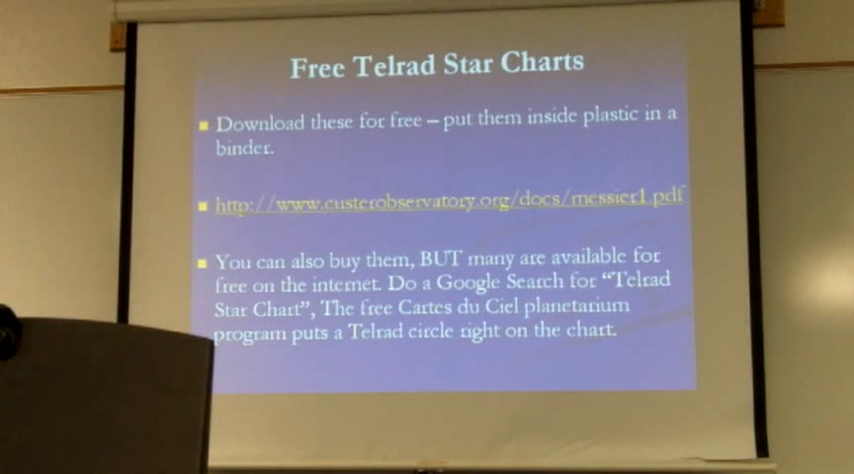 Free Telrad Star Charts
Download these for free – put them inside plastic in a
binder.
http://www.custerobservatory.org/docs/messier1.pdf
You can also buy them, BUT many are available for
free on the internet. Do a Google Search for “Telrad
Star Chart”, The free Cartes du Ciel planetarium
program puts a Telrad circle right on the chart.